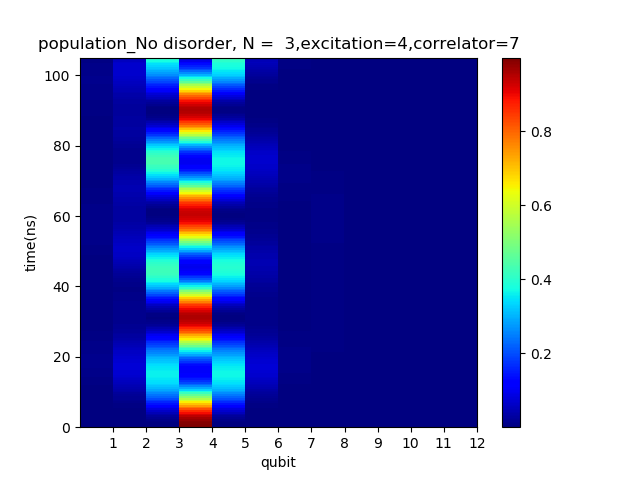 population_No disorder, N =  3,excitation=4,correlator=7
100
80
60
40
20
0
time(ns)
1 2 3 4 5 6 7 8 9 10 11 12
qubit
0.8
0.6
0.4
0.2